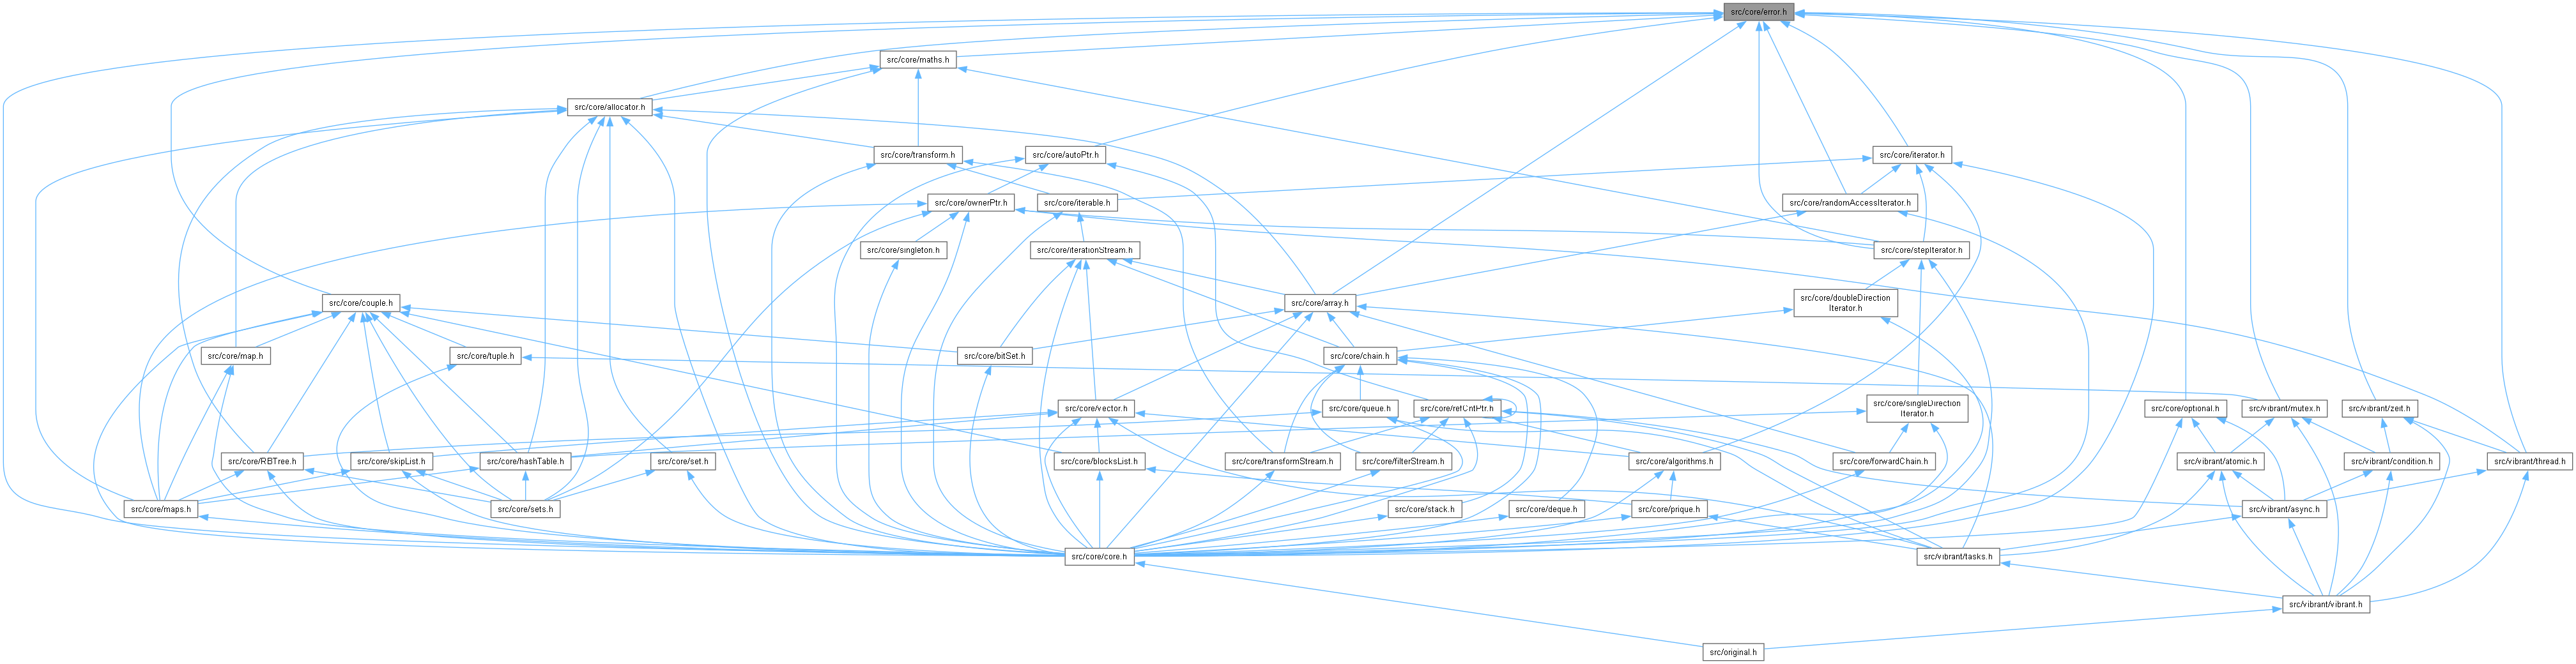 src/core/error.h
src/core/maths.h
src/core/allocator.h
src/core/transform.h
src/core/autoPtr.h
src/core/iterator.h
src/core/ownerPtr.h
src/core/iterable.h
src/core/randomAccessIterator.h
src/core/singleton.h
src/core/iterationStream.h
src/core/stepIterator.h
src/core/couple.h
src/core/array.h
src/core/doubleDirection
Iterator.h
src/core/map.h
src/core/tuple.h
src/core/bitSet.h
src/core/chain.h
src/core/vector.h
src/core/queue.h
src/core/refCntPtr.h
src/core/singleDirection
Iterator.h
src/core/optional.h
src/vibrant/mutex.h
src/vibrant/zeit.h
src/core/RBTree.h
src/core/skipList.h
src/core/hashTable.h
src/core/set.h
src/core/blocksList.h
src/core/transformStream.h
src/core/filterStream.h
src/core/algorithms.h
src/core/forwardChain.h
src/vibrant/atomic.h
src/vibrant/condition.h
src/vibrant/thread.h
src/core/maps.h
src/core/sets.h
src/core/stack.h
src/core/deque.h
src/core/prique.h
src/vibrant/async.h
src/core/core.h
src/vibrant/tasks.h
src/vibrant/vibrant.h
src/original.h